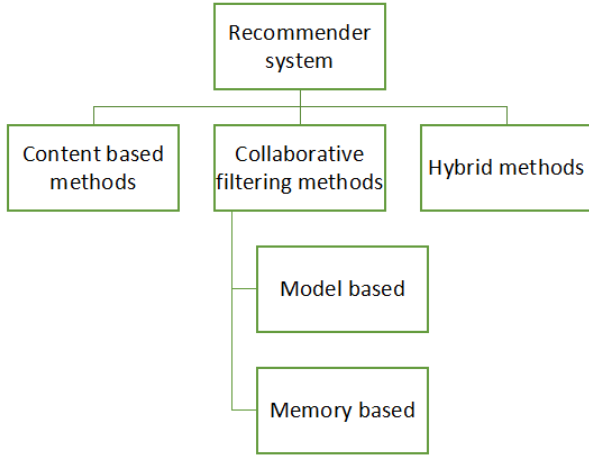 Recommender
system
Content based
methods
Collaborative
filtering methods
Hybrid methods
Model based
Memory based